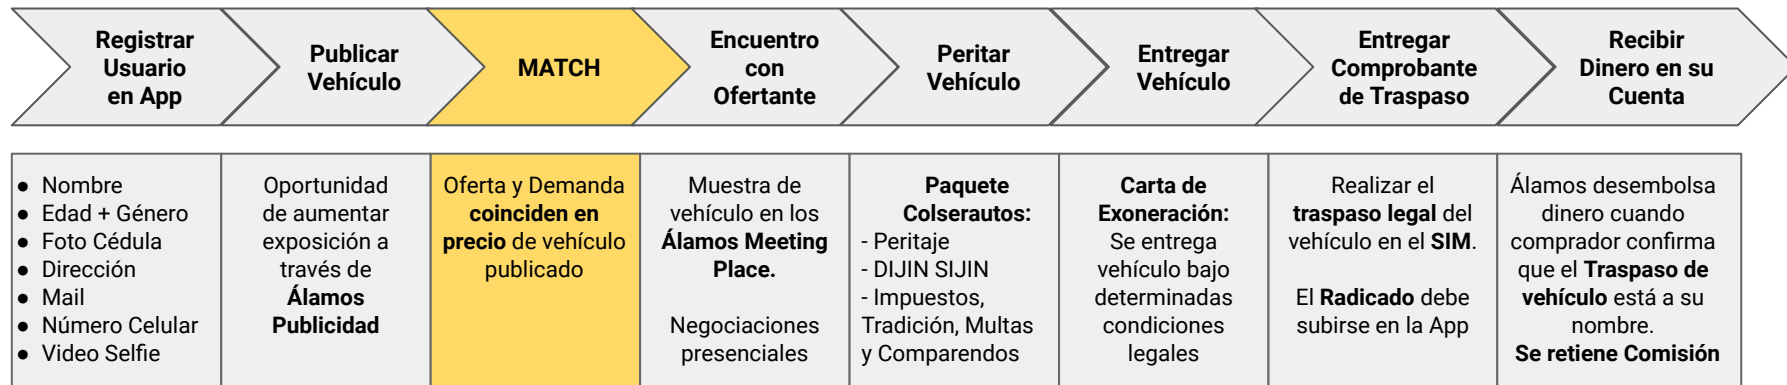 Registrar
Usuario
en App
Publicar
Vehículo
MATCH
Encuentro
con
Ofertante
Peritar
Vehículo
Entregar
Vehículo
Entregar
Comprobante
de Traspaso
Recibir
Dinero en su
Cuenta
● Nombre
● Edad + Género
● Foto Cédula
● Dirección
● Mail
● Número Celular
● Video Selfie
Oportunidad
de aumentar
exposición a
través de
Álamos
Publicidad
Oferta y Demanda
coinciden en
precio de vehículo
publicado
Muestra de
vehículo en los
Álamos Meeting
Place.
Negociaciones
presenciales
Paquete
Colserautos:
- Peritaje
- DIJIN SIJIN
- Impuestos,
Tradición, Multas
y Comparendos
Carta de
Exoneración:
Se entrega
vehículo bajo
determinadas
condiciones
legales
Realizar el
traspaso legal del
vehículo en el SIM.
El Radicado debe
subirse en la App
Álamos desembolsa
dinero cuando
comprador confirma
que el Traspaso de
vehículo está a su
nombre.
Se retiene Comisión